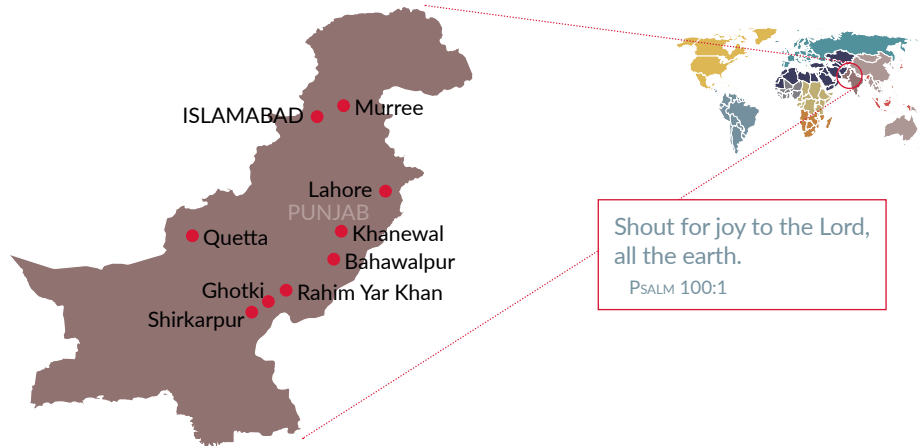 ISLAMABAD
Murree
Lahore
PUNJAB
Quetta
Khanewal
Bahawalpur
Ghotki
Rahim Yar Khan
Shirkarpur
Shout for joy to the Lord,
all the earth.
Psalm 100:1